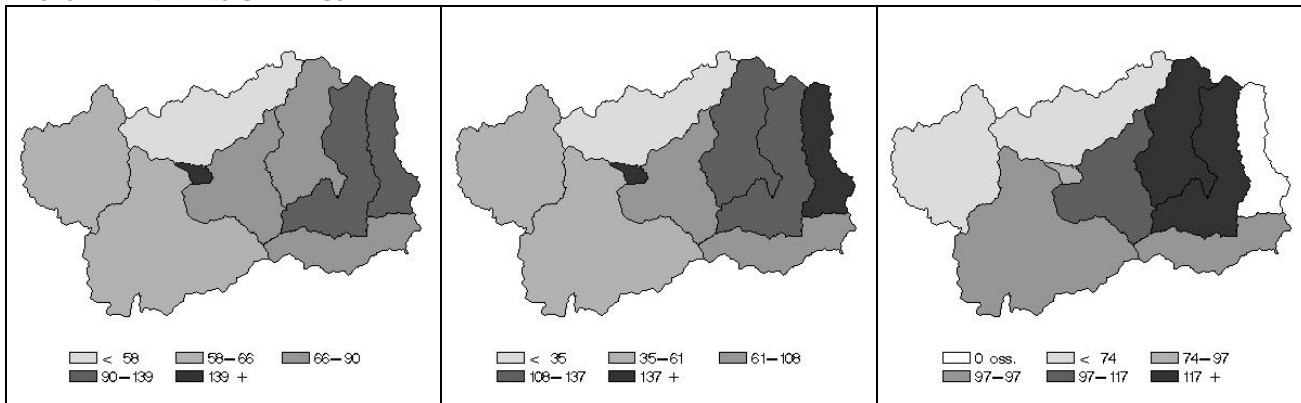 < 58 58-66 66-90
90-139 139 +
< 35 35-61 61-108
108-137 137 +
0 oss. < 74 74-97
97-97 97-117 117 +